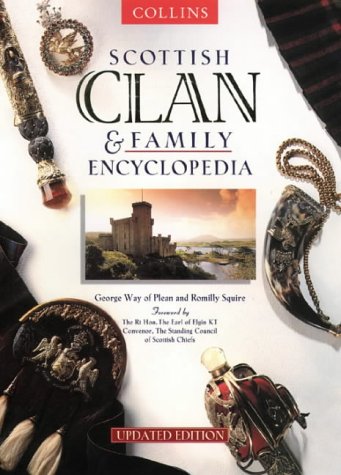 COLLINS
SCOTTISH
CLAN
& FAMILY
ENCYCLOPEDIA
George Way of Plean and Romilly Squire
Foreword by
The Rt Hon. The Earl of Elgin KT
Convenor, The Standing Council
of Scottish Chiefs
UPDATED EDITION